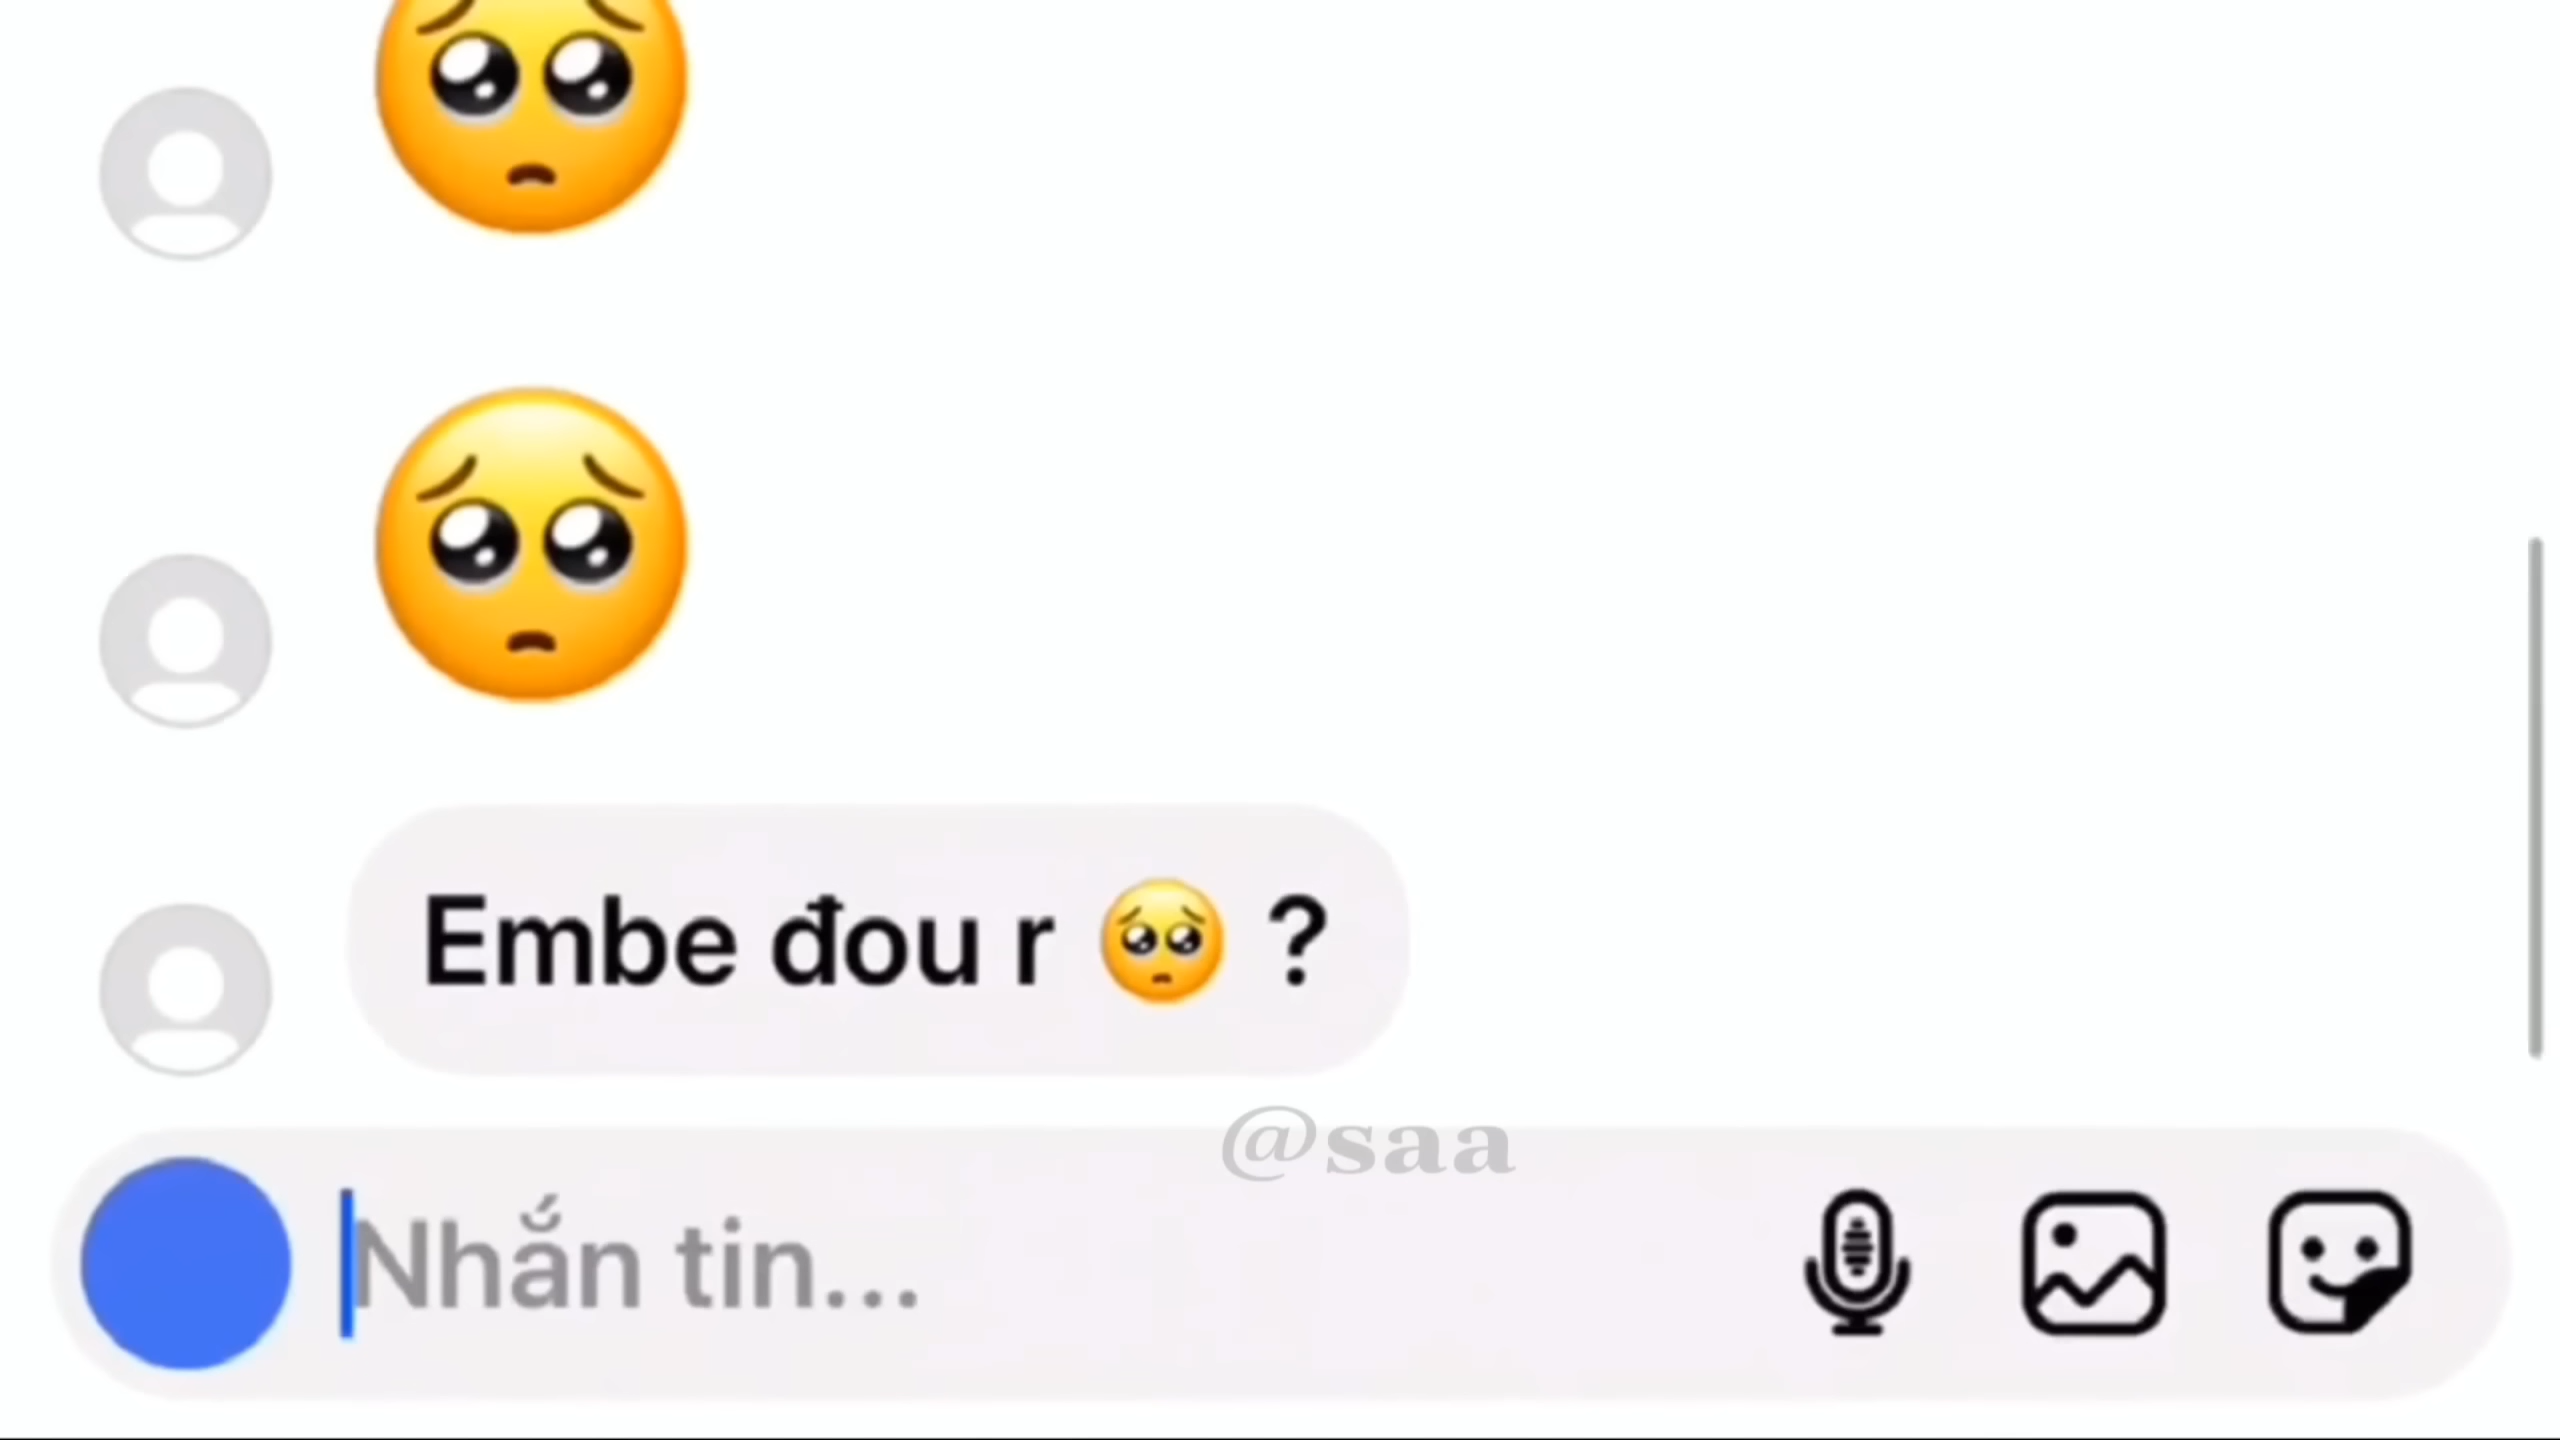 🥺
🥺
Embe đou r 🥺 ?
@saa
Nhắn tin...